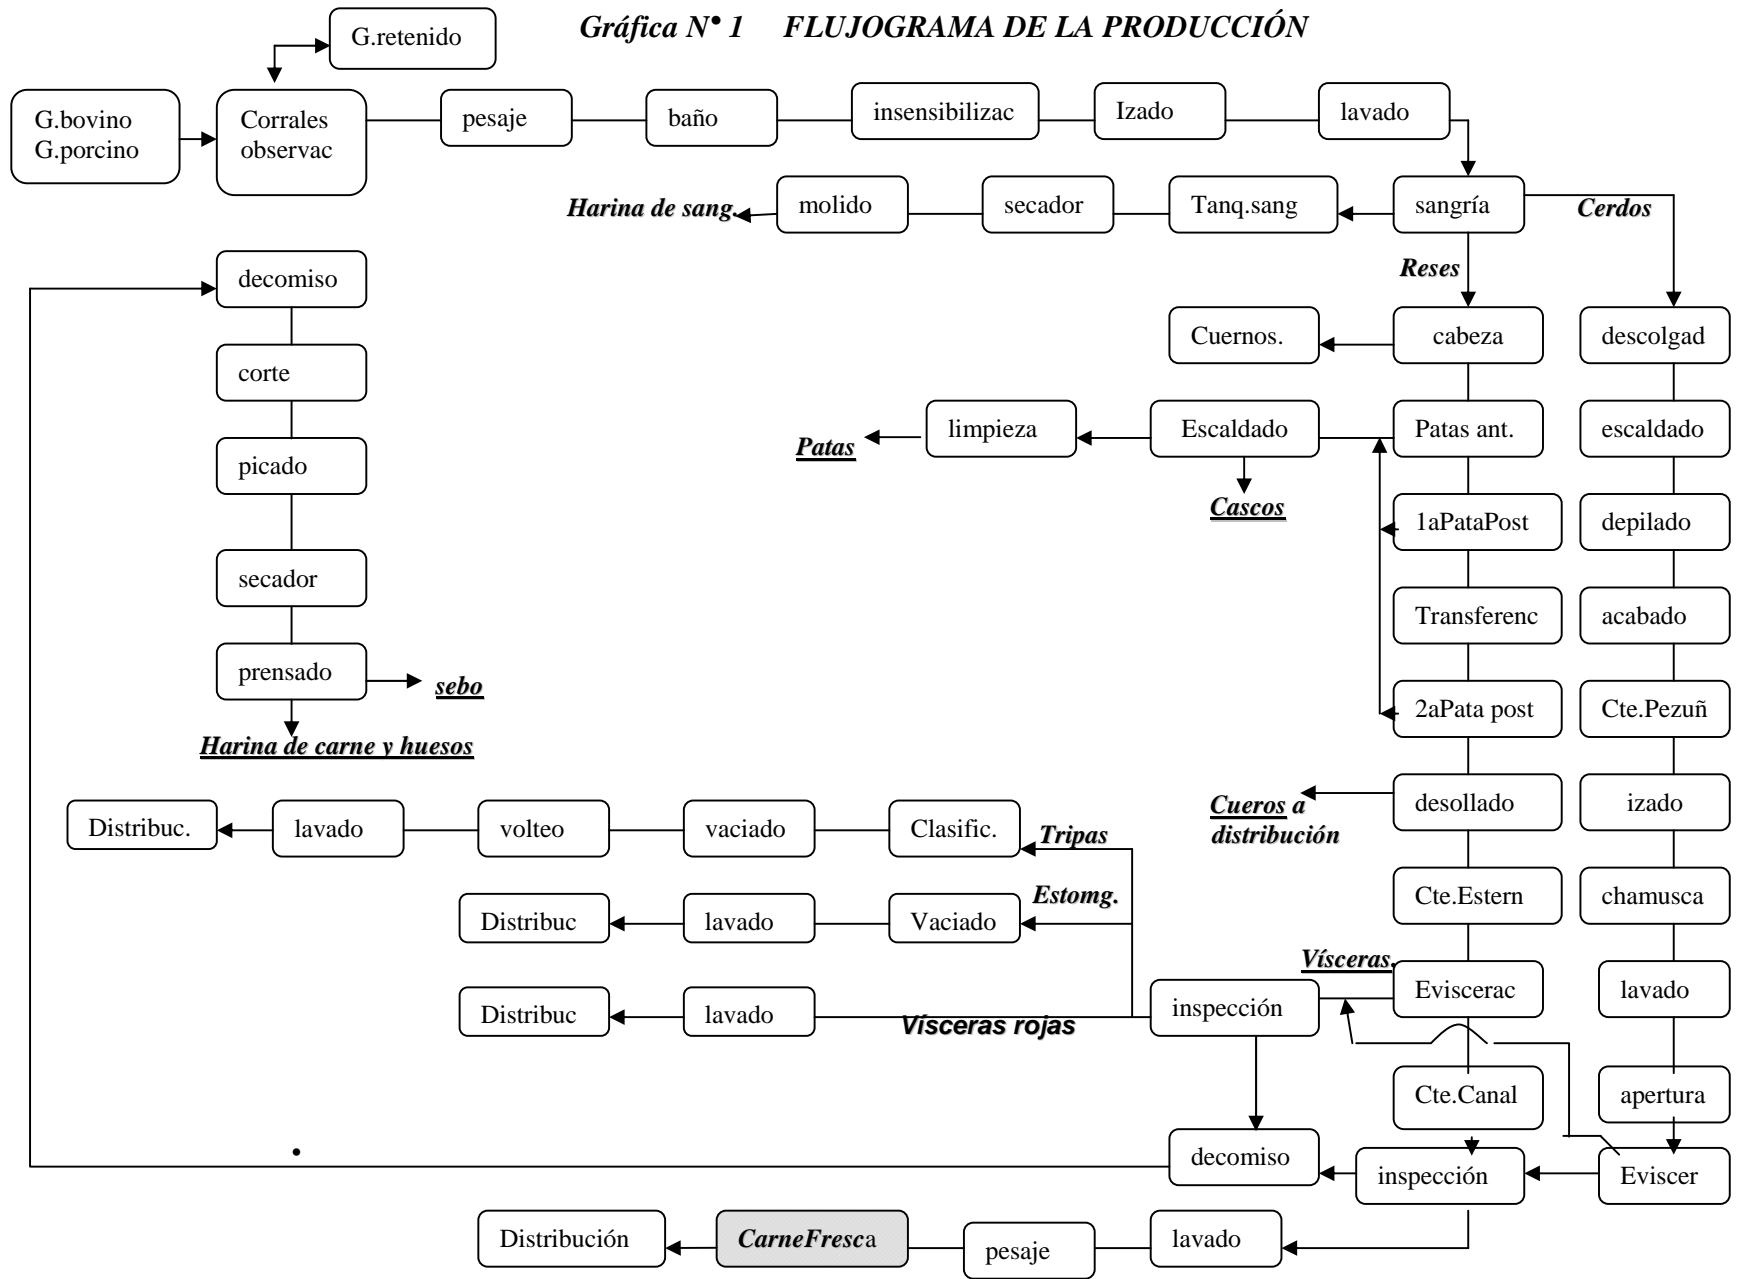 Gráfica N° 1 FLUJOGRAMA DE LA PRODUCCIÓN
G.retenido
G.bovino
G.porcino
Corrales
observac
pesaje
baño
insensibilizac
Izado
lavado
Harina de sang.
molido
secador
Tanq.sang
sangría
Cerdos
Reses
decomiso
corte
picado
secador
prensado
sebo
Harina de carne y huesos
Cuernos.
cabeza
descolgad
Patas
limpieza
Escaldado
Patas ant.
escaldado
Cascos
1aPataPost
depilado
Transferenc
acabado
2aPata post
Cte.Pezuñ
Cueros a
distribución
desollado
izado
Distribuc.
lavado
volteo
vaciado
Clasific.
Tripas
Cte.Estern
chamusca
Distribuc
lavado
Vaciado
Estomg.
Vísceras.
Eviscerac
lavado
Distribuc
lavado
Vísceras rojas
inspección
Cte.Canal
apertura
•
decomiso
inspección
Eviscer
Distribución
CarneFresca
pesaje
lavado